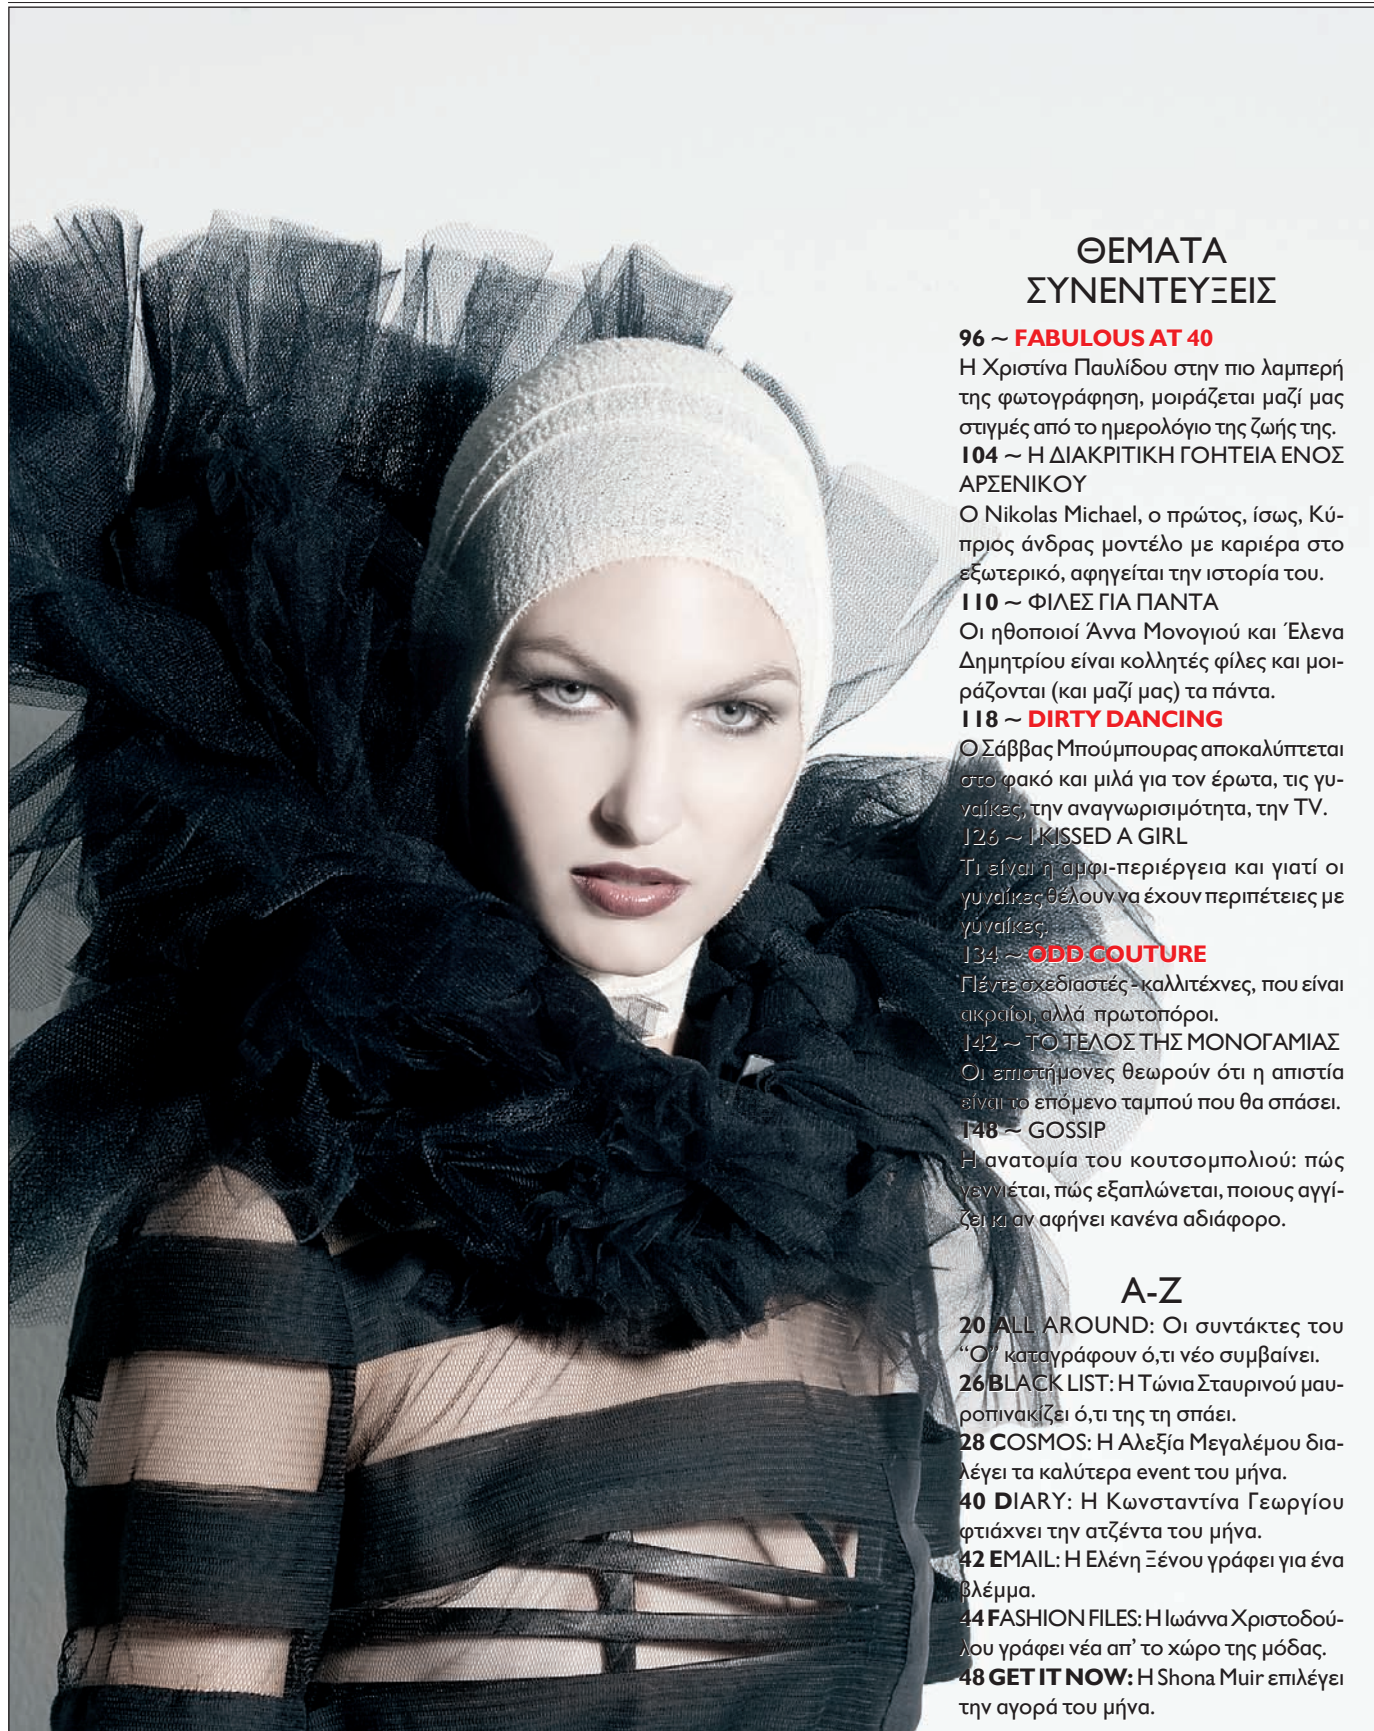 ΘΕΜΑΤΑ
ΣΥΝΕΝΤΕΥΞΕΙΣ
96 ~ FABULOUS AT 40
Η Χριστίνα Παυλίδου στην πιο λαμπερή
της φωτογράφηση, μοιράζεται μαζί μας
στιγμές από το ημερολόγιο της ζωής της.
104 ~ Η ΔΙΑΚΡΙΤΙΚΗ ΓΟΗΤΕΙΑ ΕΝΟΣ
ΑΡΣΕΝΙΚΟΥ
Ο Nikolas Michael, ο πρώτος, ίσως, Κύ-
πριος άνδρας μοντέλο με καριέρα στο
εξωτερικό, αφηγείται την ιστορία του.
110 ~ ΦΙΛΕΣ ΓΙΑ ΠΑΝΤΑ
Οι ηθοποιοί Άννα Μονογιού και Έλενα
Δημητρίου είναι κολλητές φίλες και μοι-
ράζονται (και μαζί μας) τα πάντα.
118 ~ DIRTY DANCING
Ο Σάββας Μπούμπουρας αποκαλύπτεται
στο φακό και μιλά για τον έρωτα, τις γυ-
ναίκες, την αναγνωρισιμότητα, την TV.
126 ~ I KISSED A GIRL
Τι είναι η αμφι-περιέργεια και γιατί οι
γυναίκες θέλουν να έχουν περιπέτειες με
γυναίκες.
134 ~ ODD COUTURE
Πέντε σχεδιαστές - καλλιτέχνες, που είναι
ακραίοι, αλλά πρωτοπόροι.
142 ~ ΤΟ ΤΕΛΟΣ ΤΗΣ ΜΟΝΟΓΑΜΙΑΣ
Οι επιστήμονες θεωρούν ότι η απιστία
είναι το επόμενο ταμπού που θα σπάσει.
148 ~ GOSSIP
Η ανατομία του κουτσομπολιού: πώς
γεννιέται, πώς εξαπλώνεται, ποιους αγγί-
ζει κι αν αφήνει κανένα αδιάφορο.
A-Z
20 ALL AROUND: Οι συντάκτες του
“Ο” καταγράφουν ό,τι νέο συμβαίνει.
26 BLACK LIST: Η Τώνια Σταυρινού μαυ-
ροπινακίζει ό,τι της τη σπάει.
28 COSMOS: Η Αλεξία Μεγαλέμου δια-
λέγει τα καλύτερα event του μήνα.
40 DIARY: Η Κωνσταντίνα Γεωργίου
φτιάχνει την ατζέντα του μήνα.
42 EMAIL: Η Ελένη Ξένου γράφει για ένα
βλέμμα.
44 FASHION FILES: Η Ιωάννα Χριστοδού-
λου γράφει νέα απ’ το χώρο της μόδας.
48 GET IT NOW: Η Shona Muir επιλέγει
την αγορά του μήνα.